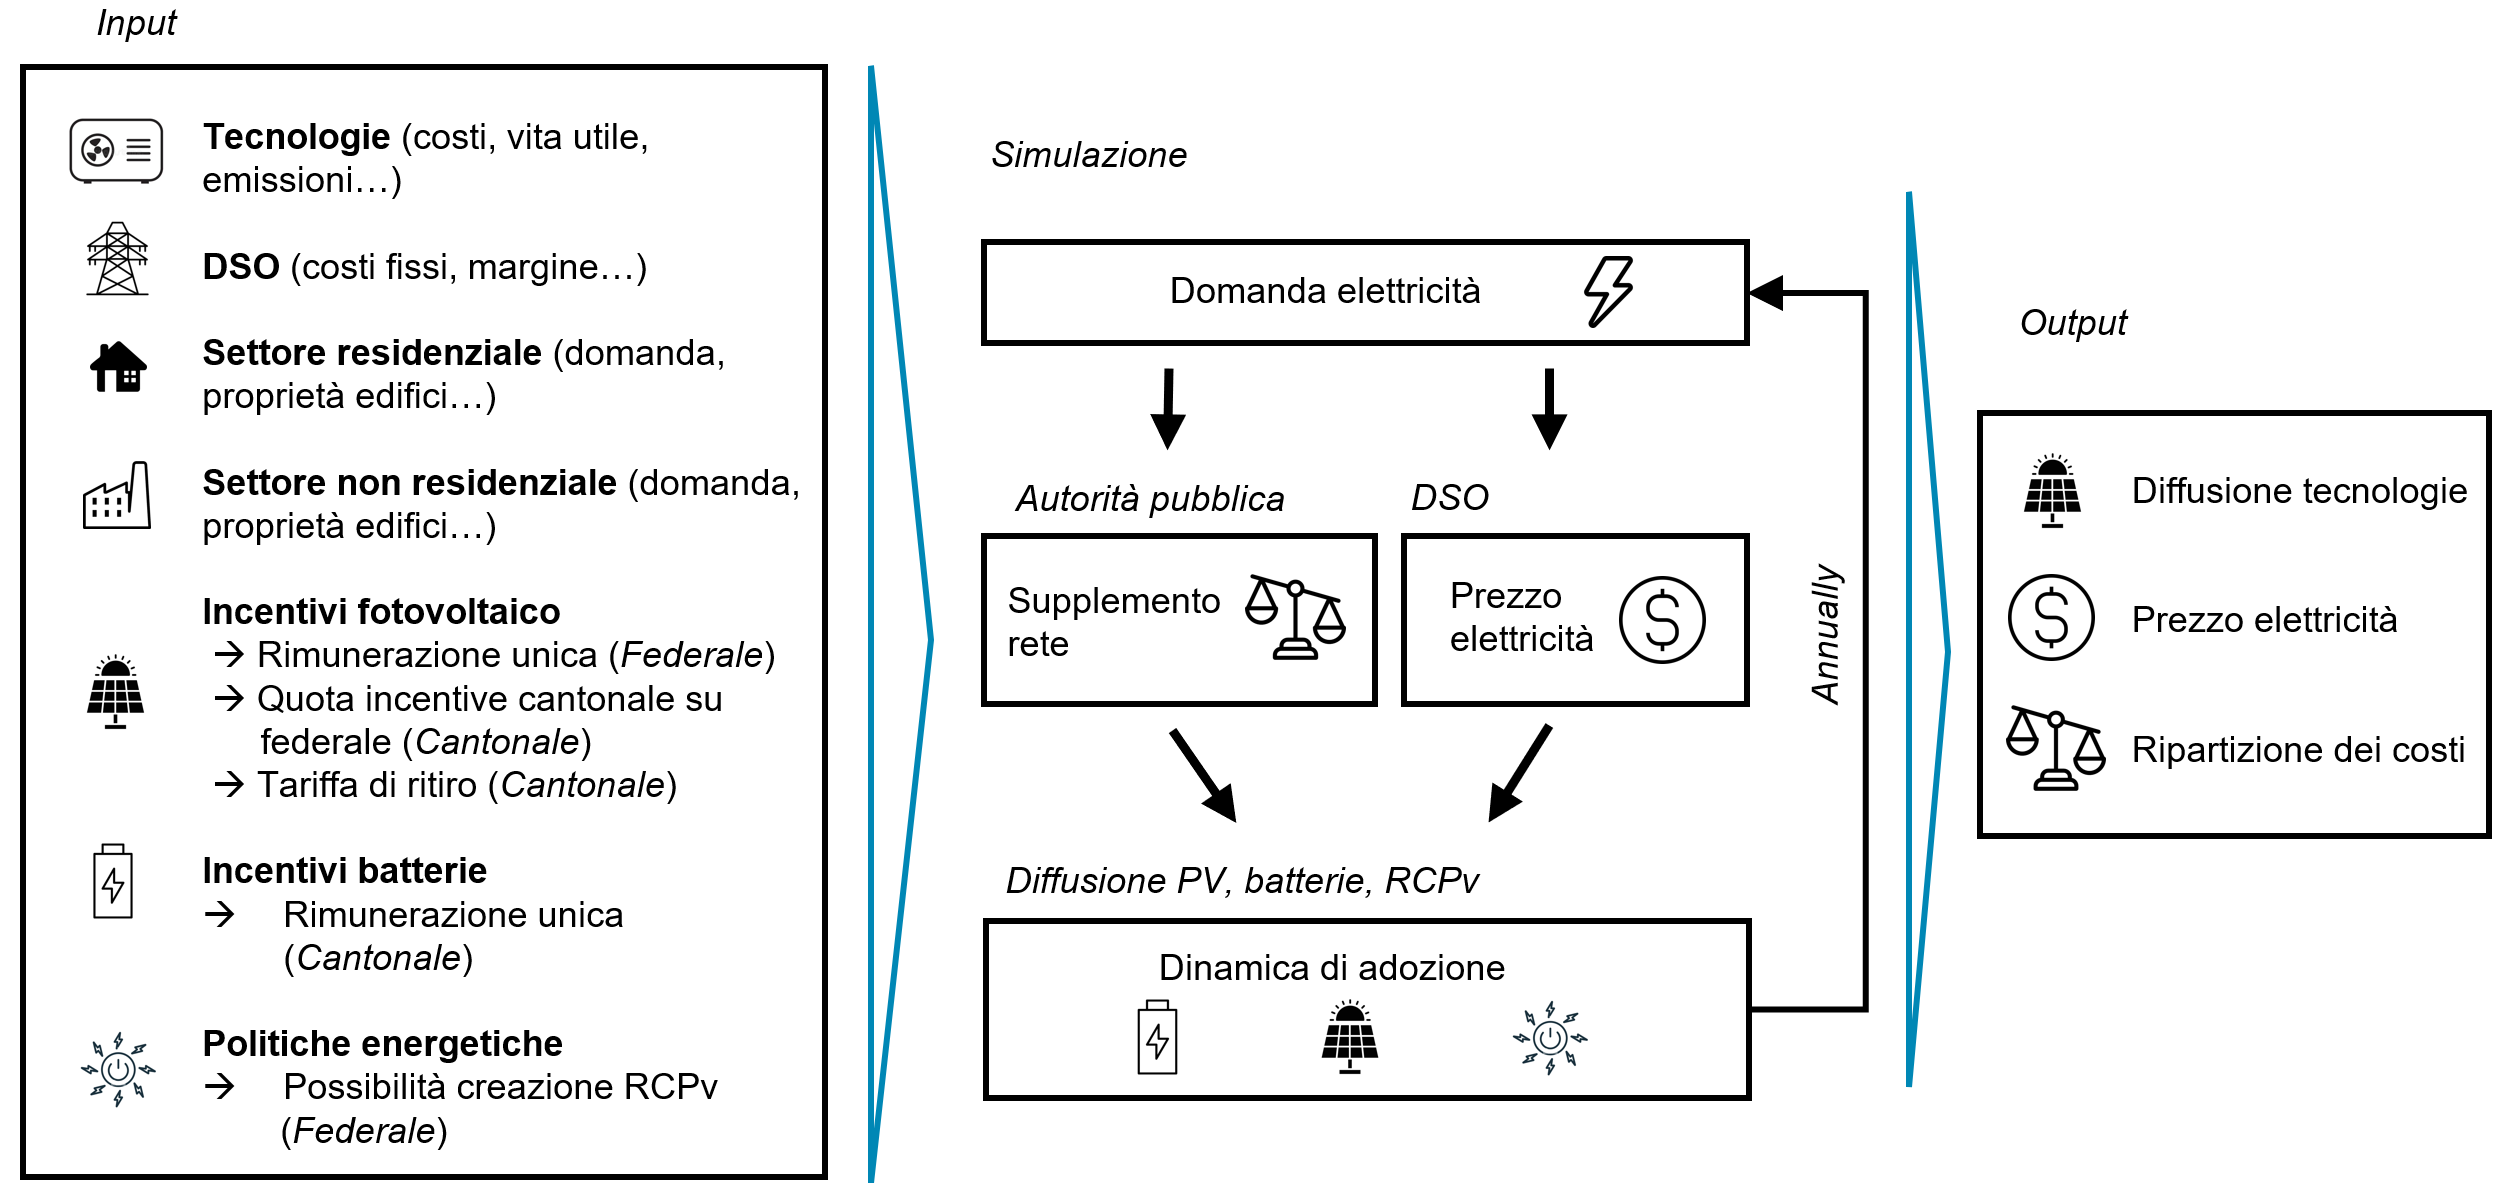 Input
Tecnologie (costi, vita utile,
emissioni…)
DSO (costi fissi, margine…)
Settore residenziale (domanda,
proprietà edifici…)
Settore non residenziale (domanda,
proprietà edifici…)
Incentivi fotovoltaico
→ Rimunerazione unica (Federale)
→ Quota incentive cantonale su
federale (Cantonale)
→ Tariffa di ritiro (Cantonale)
Incentivi batterie
→ Rimunerazione unica
(Cantonale)
Politiche energetiche
→ Possibilità creazione RCPv
(Federale)
Simulazione
Domanda elettricità
Autorità pubblica
Supplemento
rete
DSO
Prezzo
elettricità
Annually
Diffusione PV, batterie, RCPv
Dinamica di adozione
Output
Diffusione tecnologie
Prezzo elettricità
Ripartizione dei costi